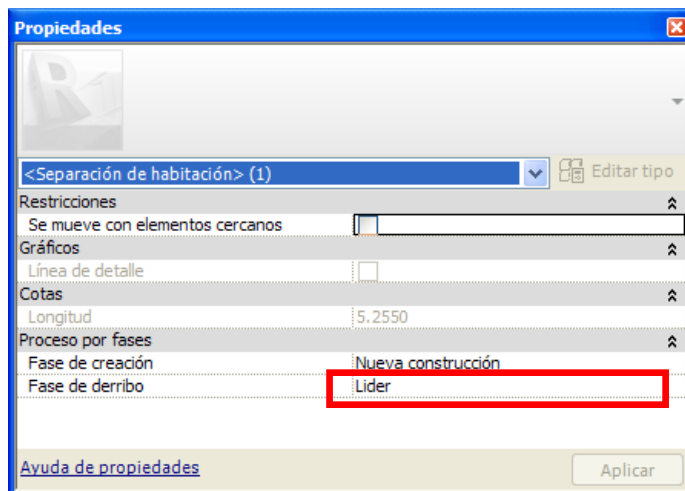 Propiedades
<Separación de habitación> (1)
Editar tipo
Restricciones
Se mueve con elementos cercanos
Gráficos
Línea de detalle
Cotas
Longitud 5.2550
Proceso por fases
Fase de creación Nueva construcción
Fase de derribo Lider
Ayuda de propiedades Aplicar